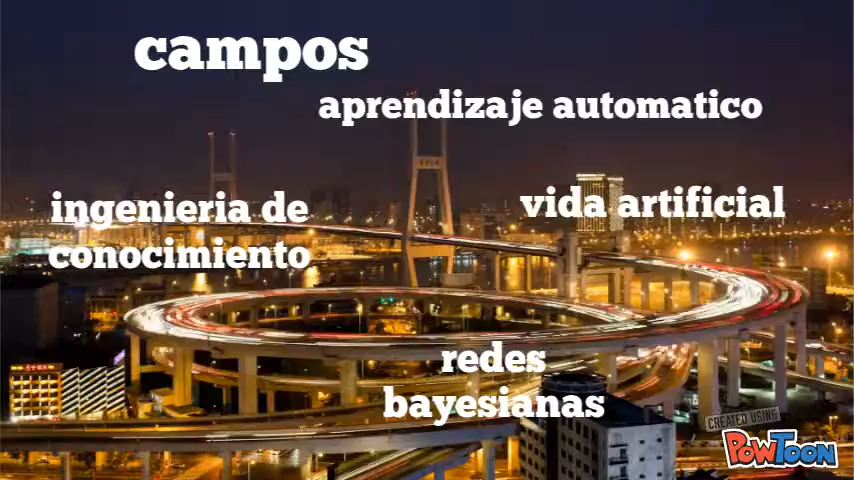 campos
aprendizaje automatico
ingenieria de
conocimiento
vida artificial
redes
bayesianas
CREATED USING
POWTOON